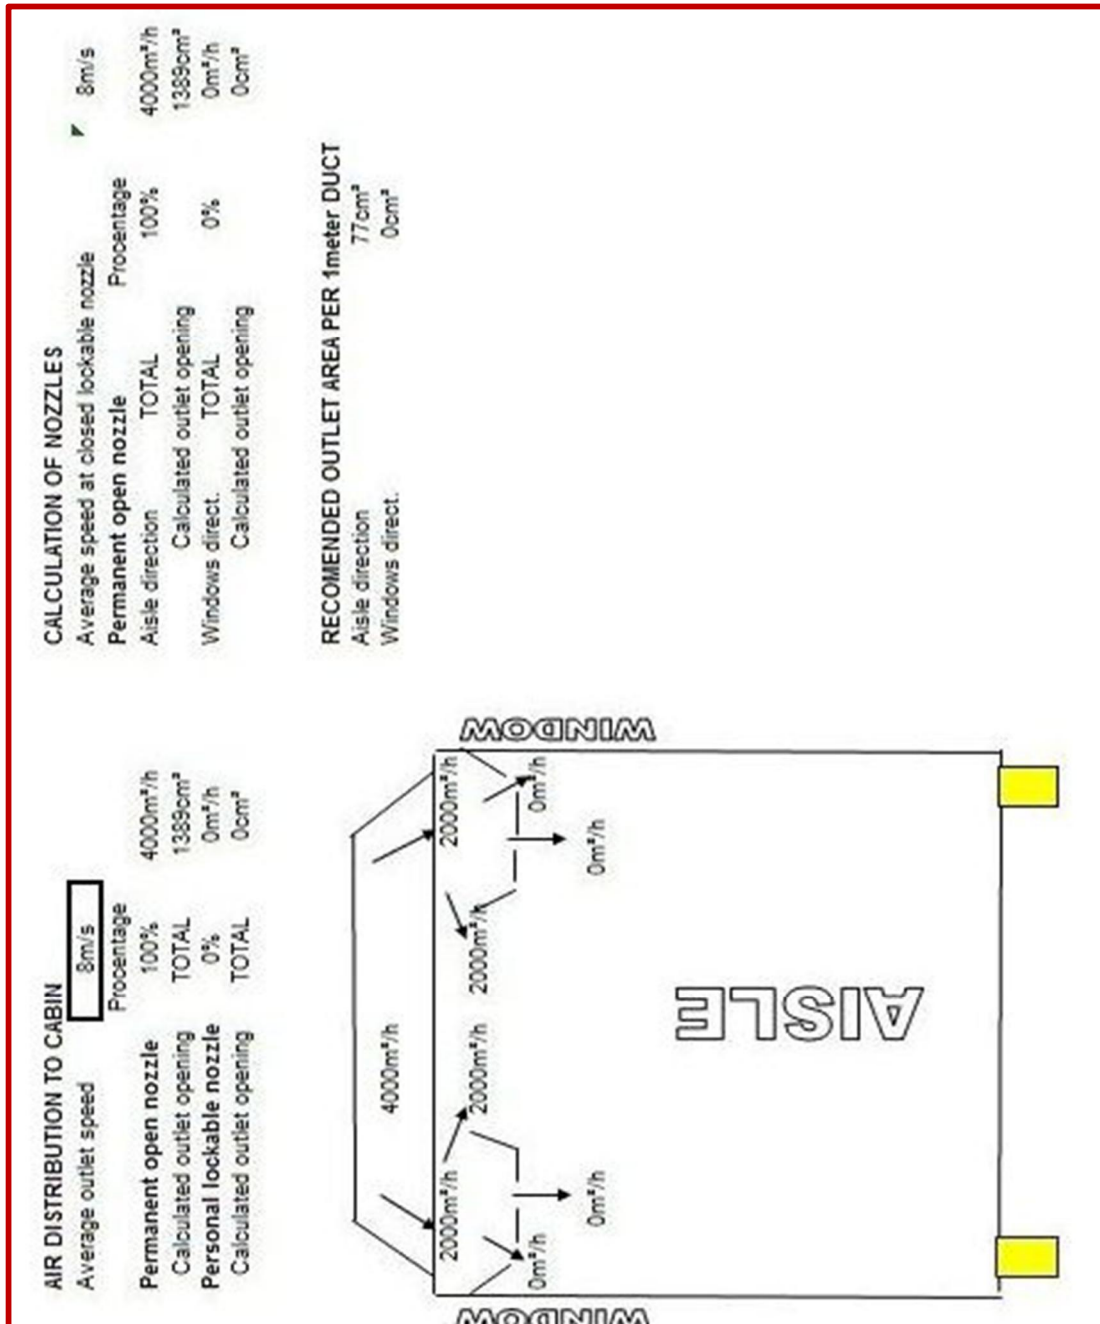 AIR DISTRIBUTION TO CABIN
Average outlet speed 8m/s
Procentage
Permanent open nozzle 100% 4000m³/h
Calculated outlet opening TOTAL 1389cm²
Personal lockable nozzle 0% 0m³/h
Calculated outlet opening TOTAL 0cm²
CALCULATION OF NOZZLES
Average speed at closed lockable nozzle 8m/s
Permanent open nozzle Procentage
Aisle direction TOTAL 100% 4000m³/h
Calculated outlet opening 1389cm²
Windows direct. TOTAL 0% 0m³/h
Calculated outlet opening 0cm²
RECOMENDED OUTLET AREA PER 1meter DUCT
Aisle direction 77cm²
Windows direct. 0cm²
4000m³/h
2000m³/h 2000m³/h
2000m³/h 2000m³/h
0m³/h 0m³/h
0m³/h 0m³/h
WINDOW WINDOW
AISLE